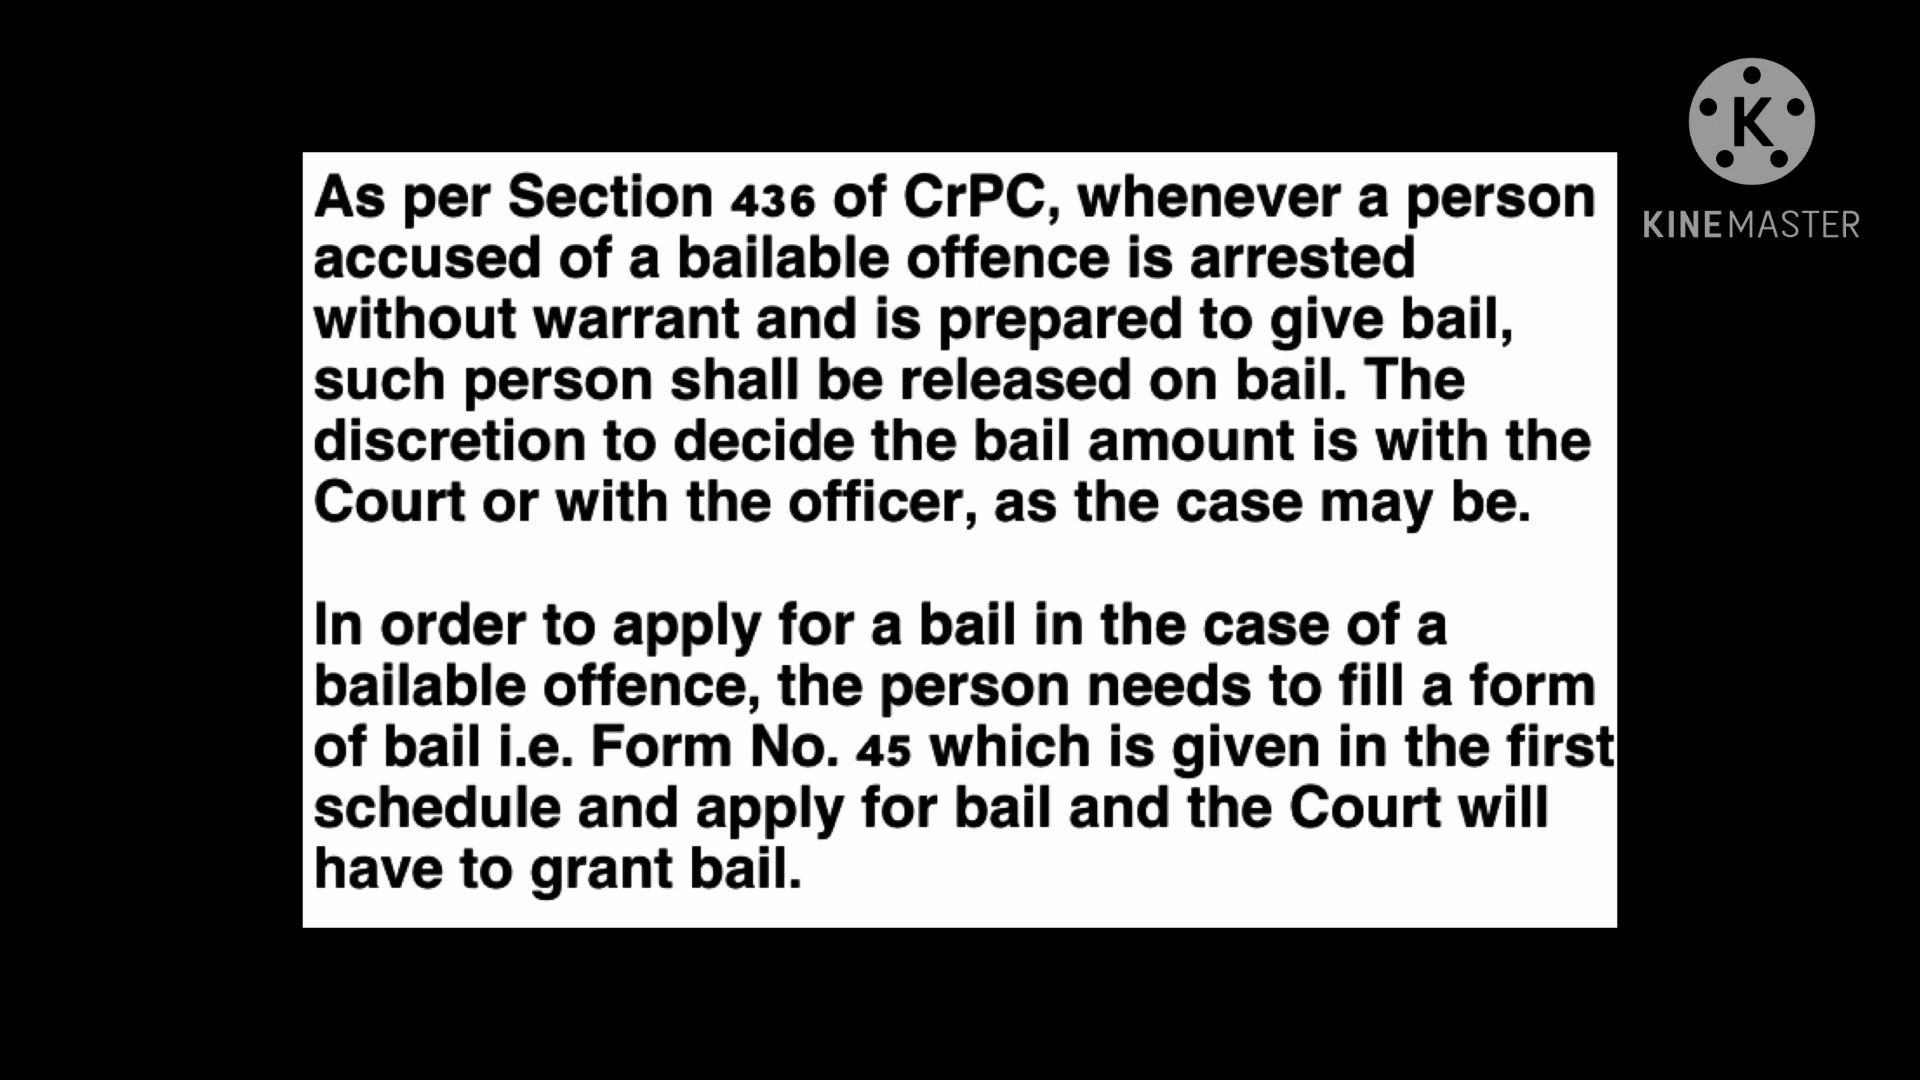 As per Section 436 of CrPC, whenever a person
accused of a bailable offence is arrested
without warrant and is prepared to give bail,
such person shall be released on bail. The
discretion to decide the bail amount is with the
Court or with the officer, as the case may be.
In order to apply for a bail in the case of a
bailable offence, the person needs to fill a form
of bail i.e. Form No. 45 which is given in the first
schedule and apply for bail and the Court will
have to grant bail.
K
KINEMASTER